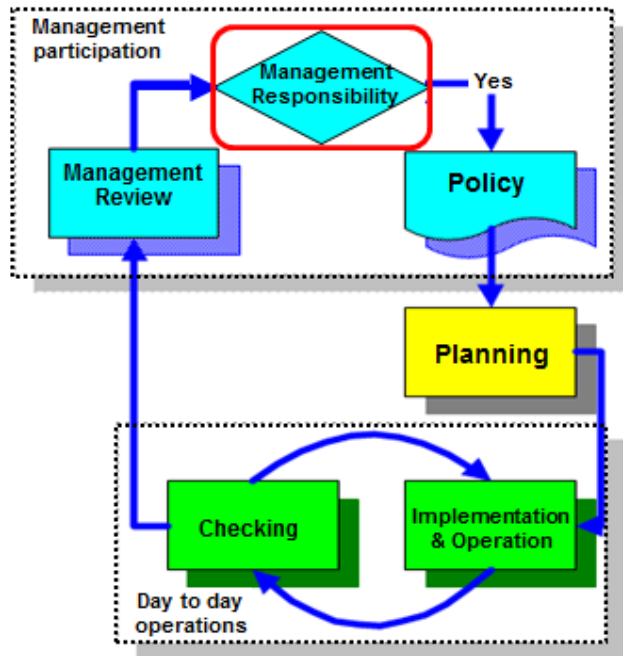 Management
participation
Management
Responsibility
Yes
Management
Review
Policy
Planning
Checking
Implementation
& Operation
Day to day
operations